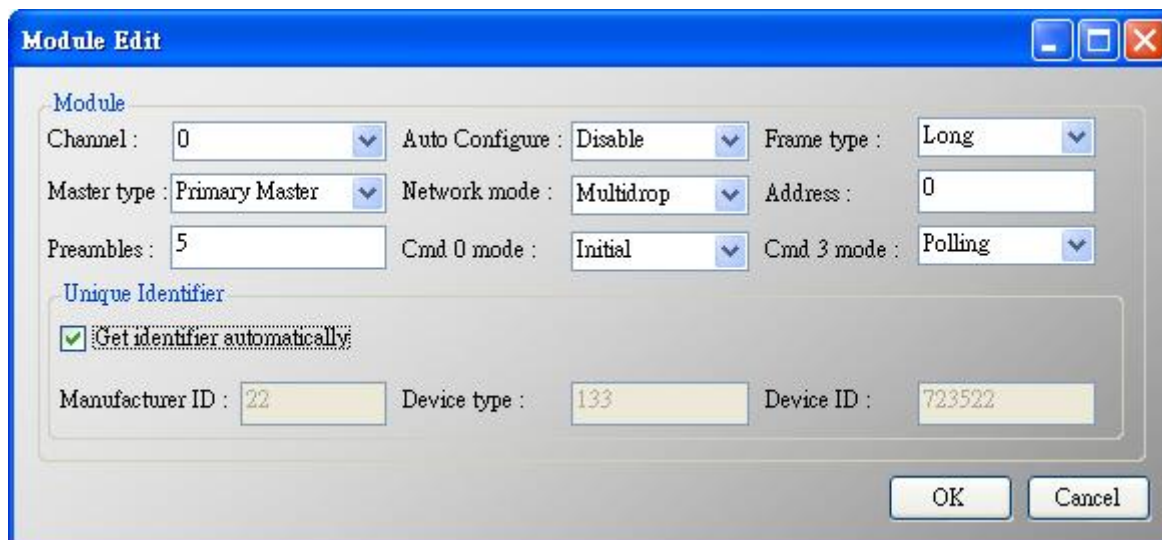 Module Edit
Module
Channel : 0 Auto Configure : Disable Frame type : Long
Master type : Primary Master Network mode : Multidrop Address : 0
Preambles : 5 Cmd 0 mode : Initial Cmd 3 mode : Polling
Unique Identifier
Get identifier automatically
Manufacturer ID : 22 Device type : 133 Device ID : 723522
OK Cancel